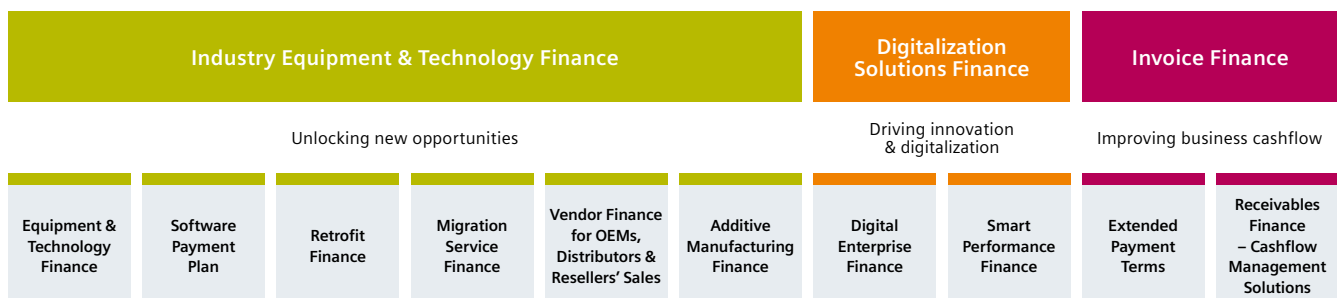 Industry Equipment & Technology Finance
Digitalization
Solutions Finance
Invoice Finance
Unlocking new opportunities
Driving innovation
& digitalization
Improving business cashflow
Equipment &
Technology
Finance
Software
Payment
Plan
Retrofit
Finance
Migration
Service
Finance
Vendor Finance
for OEMs,
Distributors &
Resellers’ Sales
Additive
Manufacturing
Finance
Digital
Enterprise
Finance
Smart
Performance
Finance
Extended
Payment
Terms
Receivables
Finance
– Cashflow
Management
Solutions